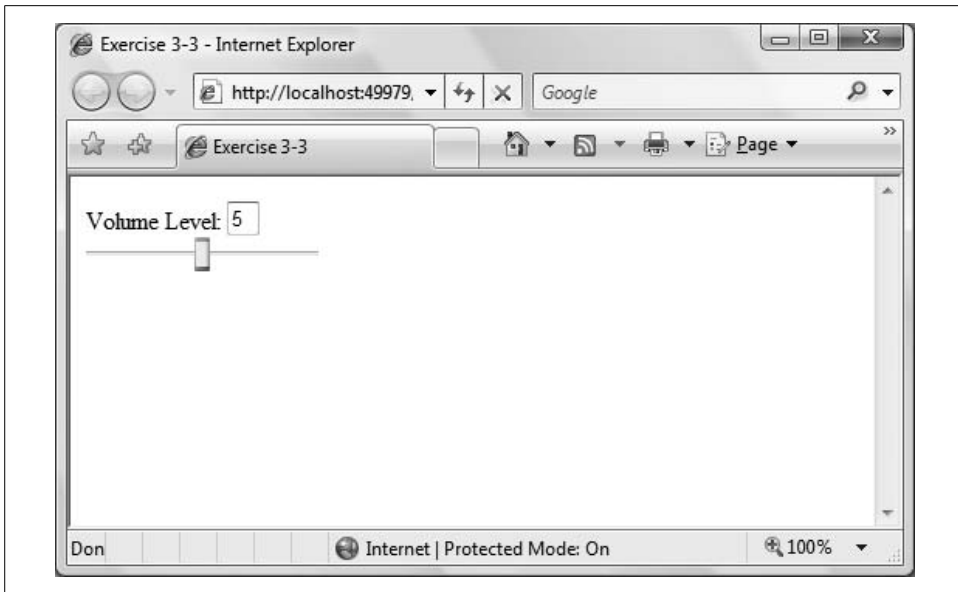 Exercise 3-3 - Internet Explorer
http://localhost:49979,
Google
Exercise 3-3
Page
Volume Level: 5
Don
Internet | Protected Mode: On
100%